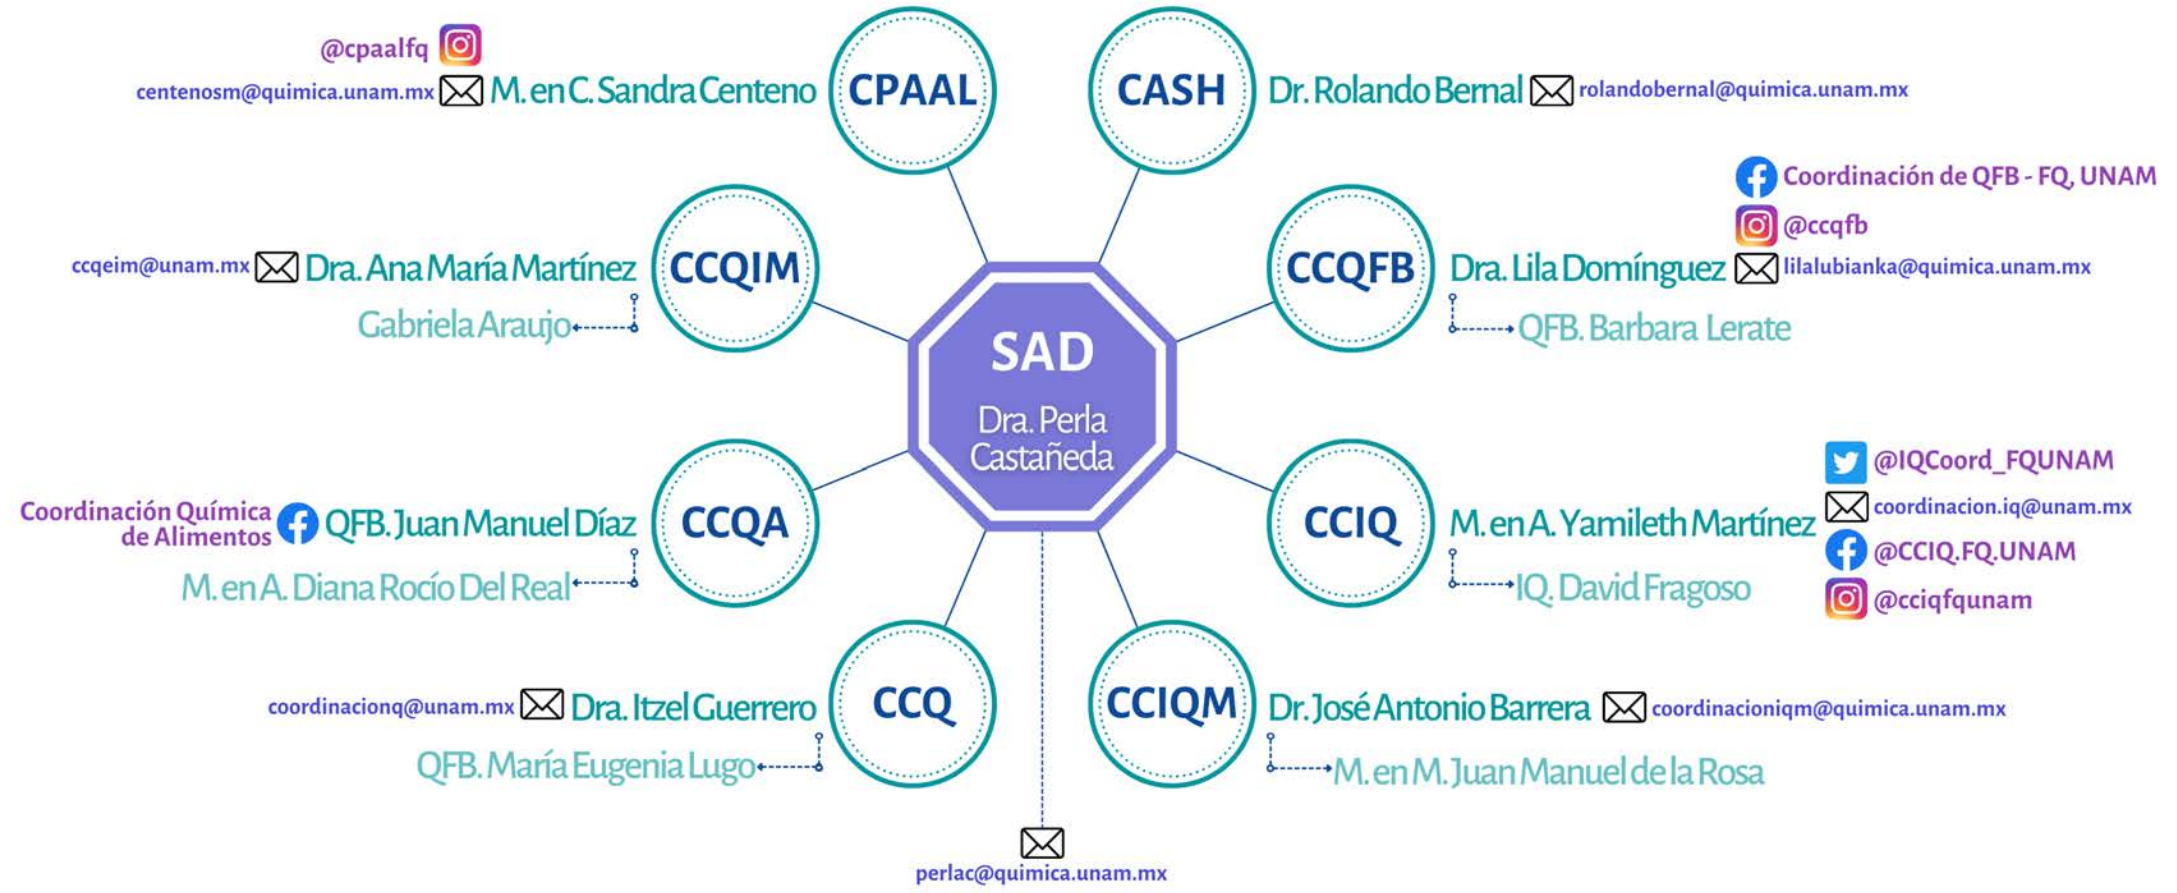 @cpaalfq
centenosm@quimica.unam.mx
M. en C. Sandra Centeno
CPAAL
CASH
Dr. Rolando Bernal
rolandobernal@quimica.unam.mx
ccqeim@unam.mx
Dra. Ana María Martínez
Gabriela Araujo
CCQIM
CCQFB
Coordinación de QFB - FQ, UNAM
@ccqfb
Dra. Lila Domínguez
lilalubianka@quimica.unam.mx
QFB. Barbara Lerate
SAD
Dra. Perla
Castañeda
Coordinación Química
de Alimentos
QFB. Juan Manuel Díaz
M. en A. Diana Rocío Del Real
CCQA
CCIQ
M. en A. Yamileth Martínez
IQ. David Fragoso
@IQCoord_FQUNAM
coordinacion.iq@unam.mx
@CCIQ.FQ.UNAM
@cciqfqunam
coordinacionq@unam.mx
Dra. Itzel Guerrero
QFB. María Eugenia Lugo
CCQ
CCIQM
Dr. José Antonio Barrera
coordinacioniqm@quimica.unam.mx
M. en M. Juan Manuel de la Rosa
perlac@quimica.unam.mx